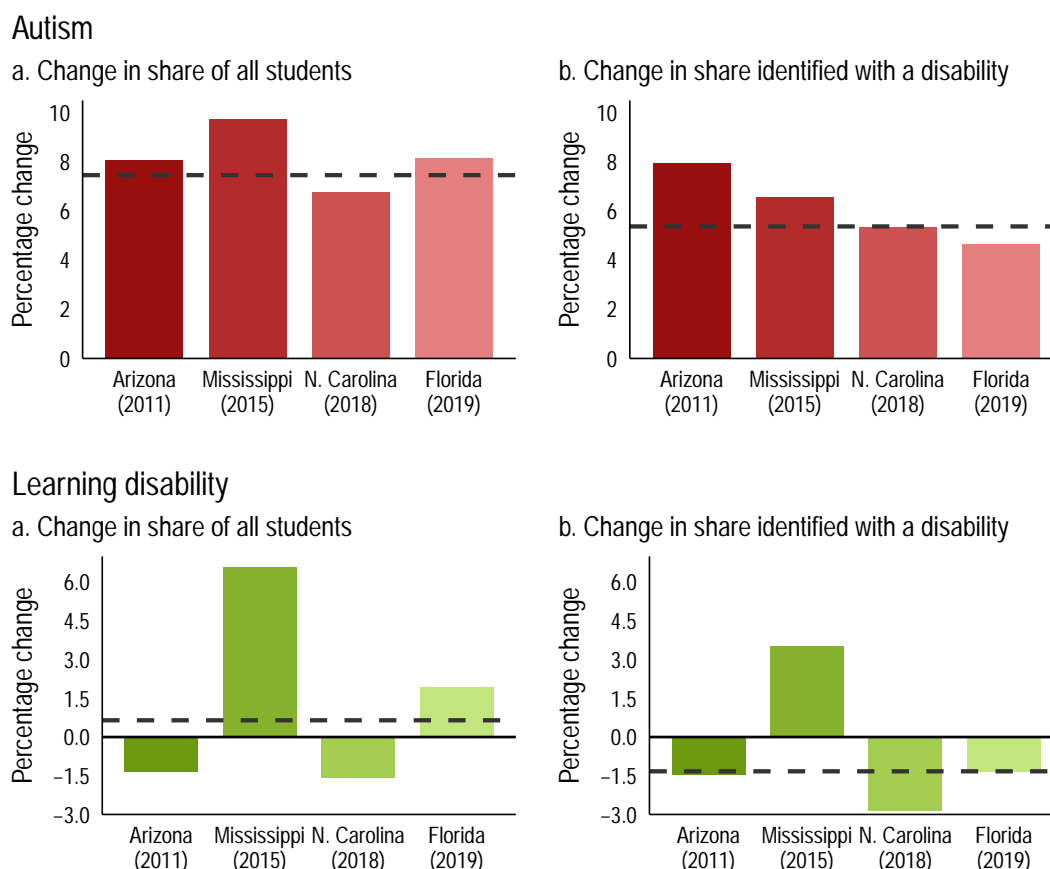 Autism
a. Change in share of all students
Percentage change
10
8
6
4
2
0
Arizona
(2011)
Mississippi
(2015)
N. Carolina
(2018)
Florida
(2019)
b. Change in share identified with a disability
Percentage change
10
8
6
4
2
0
Arizona
(2011)
Mississippi
(2015)
N. Carolina
(2018)
Florida
(2019)
Learning disability
a. Change in share of all students
Percentage change
6.0
4.5
3.0
1.5
0.0
−1.5
−3.0
Arizona
(2011)
Mississippi
(2015)
N. Carolina
(2018)
Florida
(2019)
b. Change in share identified with a disability
Percentage change
6.0
4.5
3.0
1.5
0.0
−1.5
−3.0
Arizona
(2011)
Mississippi
(2015)
N. Carolina
(2018)
Florida
(2019)